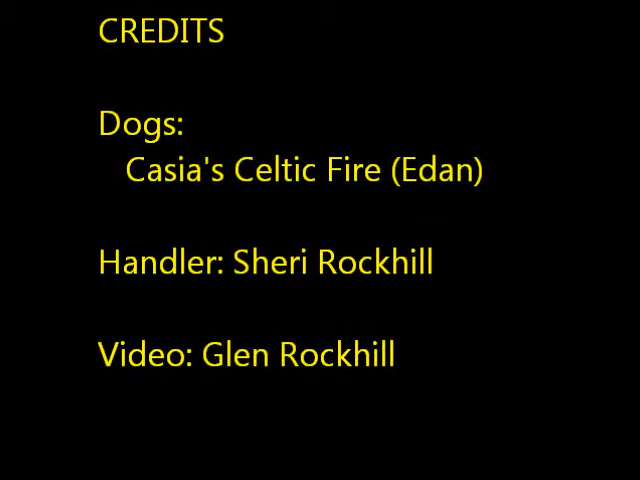 CREDITS
Dogs:
Casia's Celtic Fire (Edan)
Handler: Sheri Rockhill
Video: Glen Rockhill